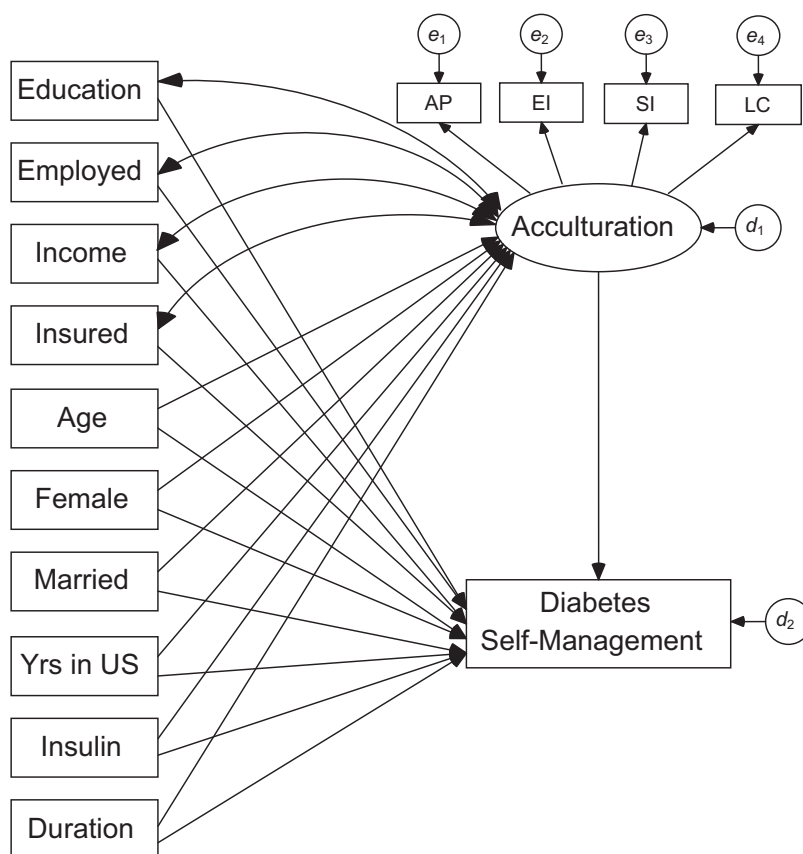 e₁
e₂
e₃
e₄
AP
EI
SI
LC
Education
Employed
Income
Insured
Age
Female
Married
Yrs in US
Insulin
Duration
Acculturation
d₁
Diabetes
Self-Management
d₂